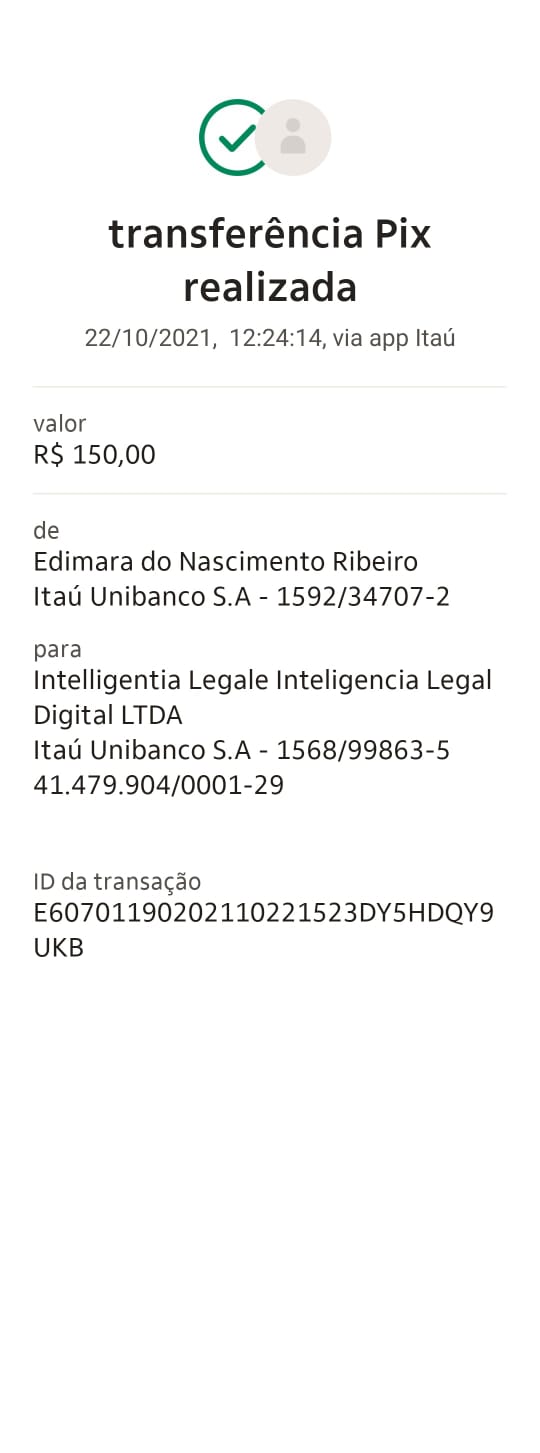 transferência Pix
realizada
22/10/2021, 12:24:14, via app Itaú
valor
R$ 150,00
de
Edimara do Nascimento Ribeiro
Itaú Unibanco S.A - 1592/34707-2
para
Intelligentia Legale Inteligencia Legal
Digital LTDA
Itaú Unibanco S.A - 1568/99863-5
41.479.904/0001-29
ID da transação
E60701190202110221523DY5HDQY9
UKB